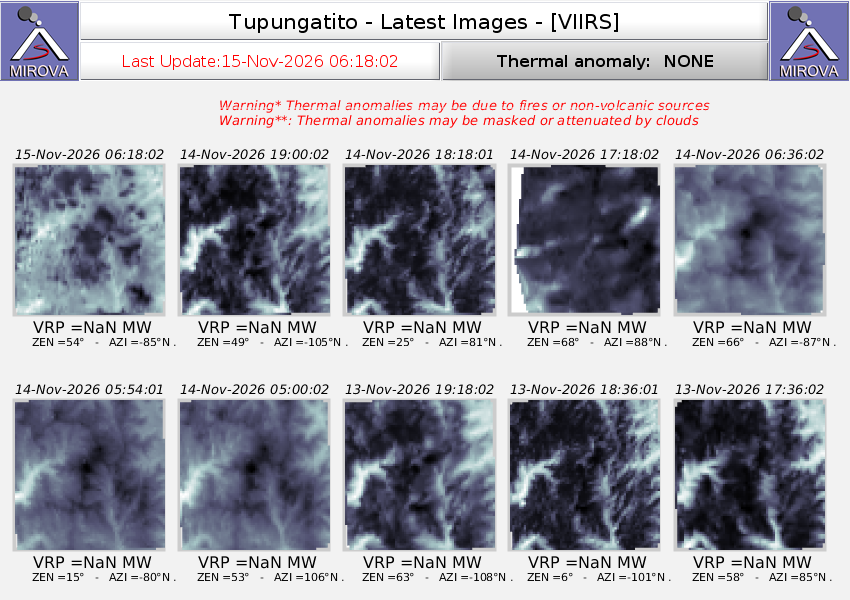 Tupungatito - Latest Images - [VIIRS]
MIROVA
MIROVA
Last Update:15-Nov-2026 06:18:02
Thermal anomaly: NONE
Warning* Thermal anomalies may be due to fires or non-volcanic sources
Warning**: Thermal anomalies may be masked or attenuated by clouds
15-Nov-2026 06:18:02
14-Nov-2026 19:00:02
14-Nov-2026 18:18:01
14-Nov-2026 17:18:02
14-Nov-2026 06:36:02
VRP =NaN MW
VRP =NaN MW
VRP =NaN MW
VRP =NaN MW
VRP =NaN MW
ZEN =54° - AZI =-85°N .
ZEN =49° - AZI =-105°N .
ZEN =25° - AZI =81°N .
ZEN =68° - AZI =88°N .
ZEN =66° - AZI =-87°N .
14-Nov-2026 05:54:01
14-Nov-2026 05:00:02
13-Nov-2026 19:18:02
13-Nov-2026 18:36:01
13-Nov-2026 17:36:02
VRP =NaN MW
VRP =NaN MW
VRP =NaN MW
VRP =NaN MW
VRP =NaN MW
ZEN =15° - AZI =-80°N .
ZEN =53° - AZI =106°N .
ZEN =63° - AZI =-108°N .
ZEN =6° - AZI =-101°N .
ZEN =58° - AZI =85°N .